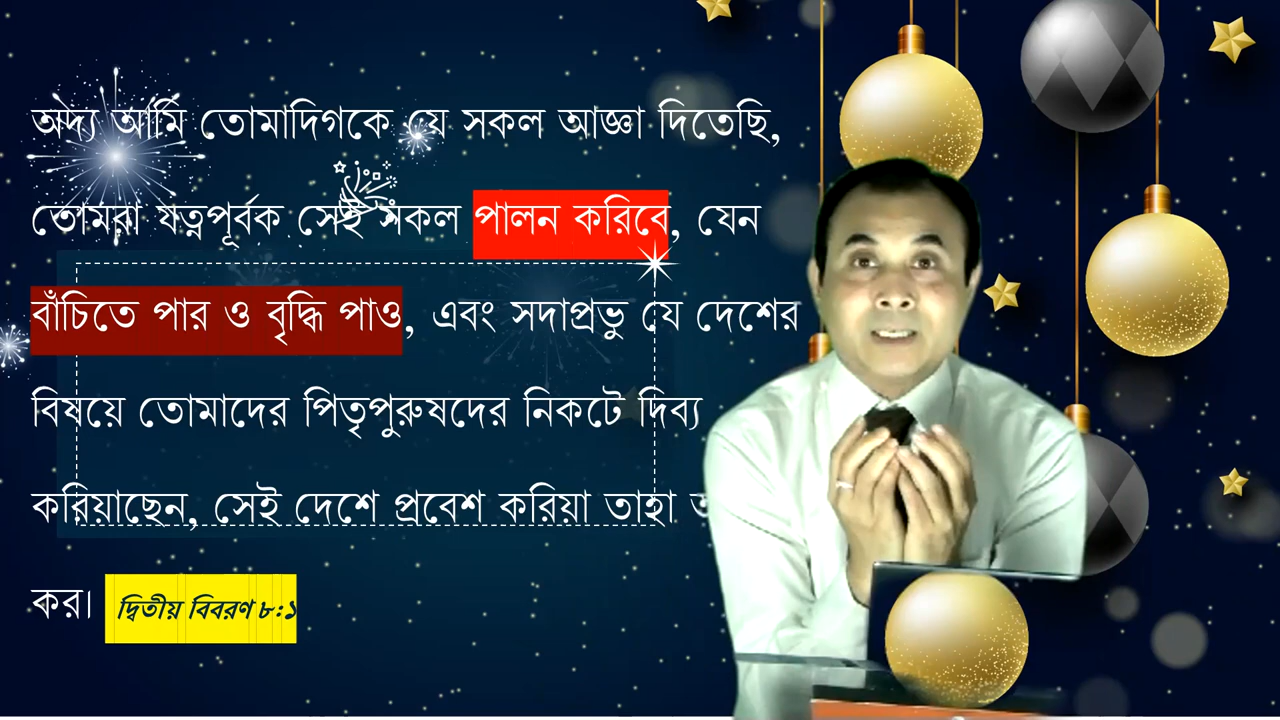 অদ্য আমি তোমাদিগকে যে সকল আজ্ঞা দিতেছি,
তোমরা যত্নপূর্বক সেই সকল পালন করিবে, যেন
বাঁচিতে পার ও বৃদ্ধি পাও, এবং সদাপ্রভু যে দেশের
বিষয়ে তোমাদের পিতৃপুরুষদের নিকটে দিব্য
করিয়াছেন, সেই দেশে প্রবেশ করিয়া তাহা
কর। দ্বিতীয় বিবরণ ৮:১